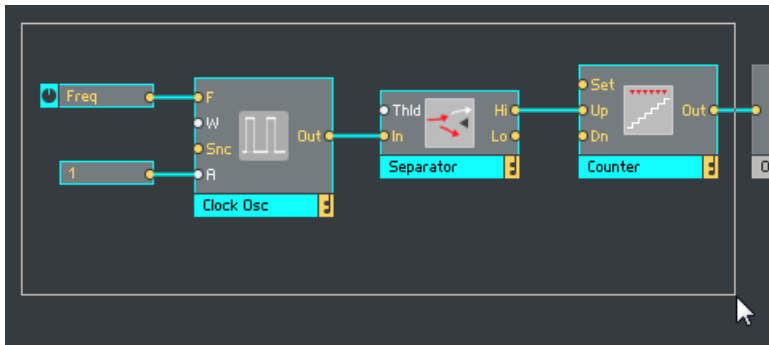 Freq
F
W
Snc
A
Out
1
Clock Osc
Thld
In
Hi
Lo
Separator
Set
Up
Dn
Out
Counter